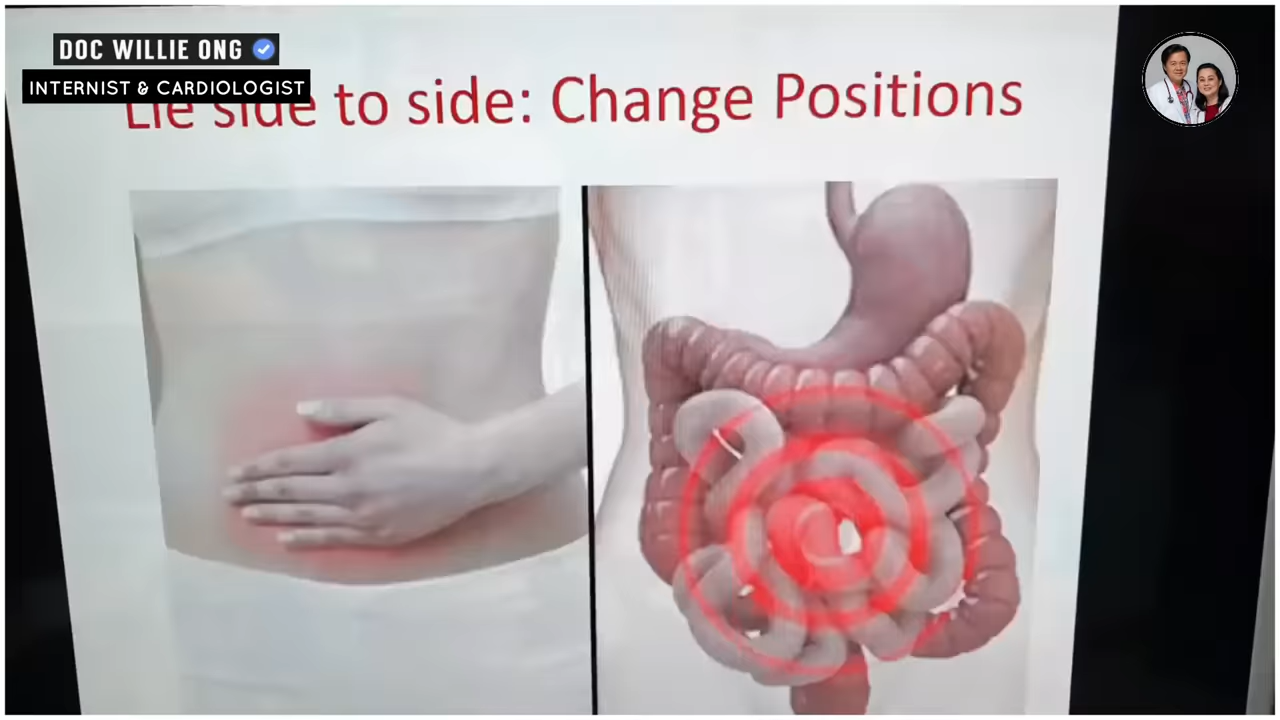 DOC WILLIE ONG
INTERNIST & CARDIOLOGIST
Lie side to side: Change Positions